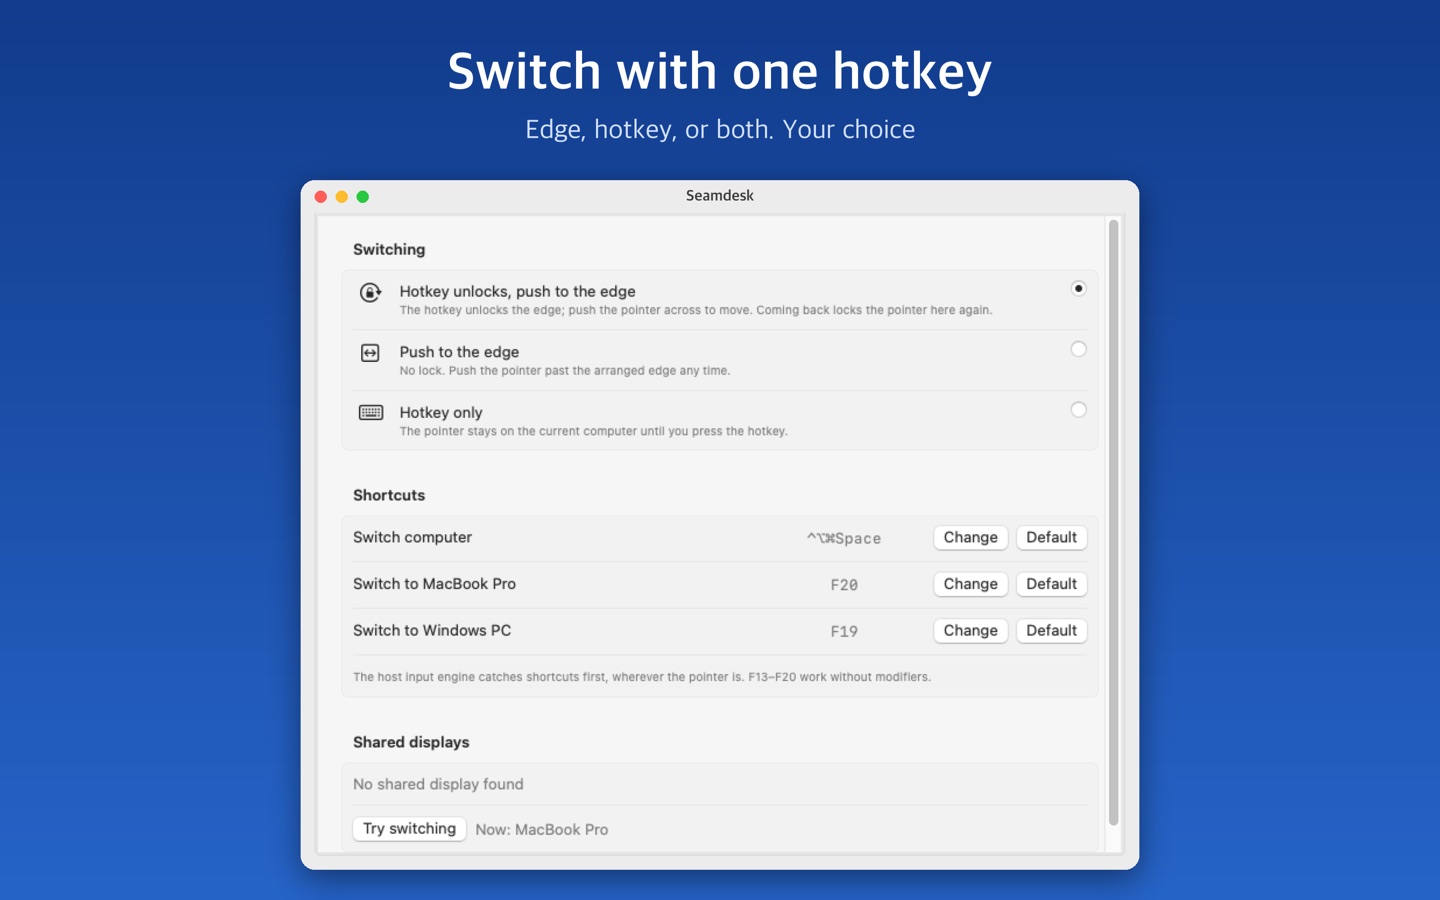 Switch with one hotkey
Edge, hotkey, or both. Your choice
Seamdesk
Switching
Hotkey unlocks, push to the edge
The hotkey unlocks the edge; push the pointer across to move. Coming back locks the pointer here again.
Push to the edge
No lock. Push the pointer past the arranged edge any time.
Hotkey only
The pointer stays on the current computer until you press the hotkey.
Shortcuts
Switch computer ^⌥⌘Space Change Default
Switch to MacBook Pro F20 Change Default
Switch to Windows PC F19 Change Default
The host input engine catches shortcuts first, wherever the pointer is. F13–F20 work without modifiers.
Shared displays
No shared display found
Try switching Now: MacBook Pro